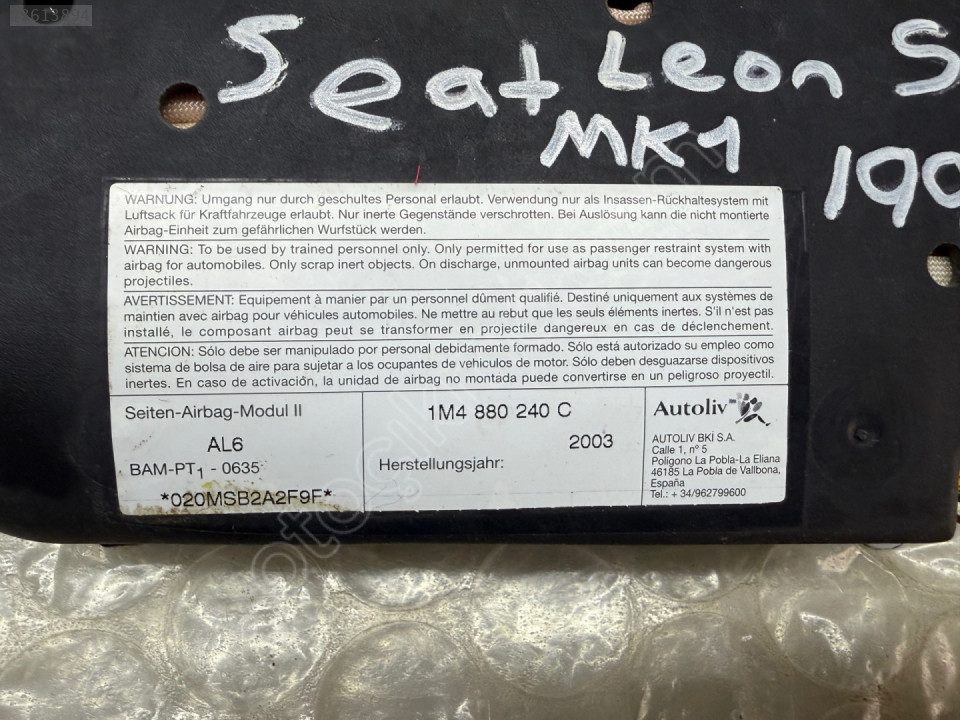 Seat Leon S
MK1
190
WARNUNG: Umgang nur durch geschultes Personal erlaubt. Verwendung nur als Insassen-Rückhaltesystem mit
Luftsack für Kraftfahrzeuge erlaubt. Nur inerte Gegenstände verschrotten. Bei Auslösung kann die nicht montierte
Airbag-Einheit zum gefährlichen Wurfstück werden.
WARNING: To be used by trained personnel only. Only permitted for use as passenger restraint system with
airbag for automobiles. Only scrap inert objects. On discharge, unmounted airbag units can become dangerous
projectiles.
AVERTISSEMENT: Equipement à manier par un personnel dûment qualifié. Destiné uniquement aux systèmes de
maintien avec airbag pour véhicules automobiles. Ne mettre au rebut que les seuls éléments inertes. S'il n'est pas
installé, le composant airbag peut se transformer en projectile dangereux en cas de déclenchement.
ATENCION: Sólo debe ser manipulado por personal debidamente formado. Sólo está autorizado su empleo como
sistema de bolsa de aire para sujetar a los ocupantes de vehiculos de motor. Sólo deben desguazarse dispositivos
inertes. En caso de activación, la unidad de airbag no montada puede convertirse en un peligroso proyectil.
Seiten-Airbag-Modul II
AL6
BAM-PT1 - 0635
*020MSB2A2F9F*
1M4 880 240 C
2003
Herstellungsjahr:
Autoliv
AUTOLIV BKI S.A.
Calle 1, nº 5
Poligono La Pobla-La Eliana
46185 La Pobla de Vallbona,
España
Tel.: + 34/962799600